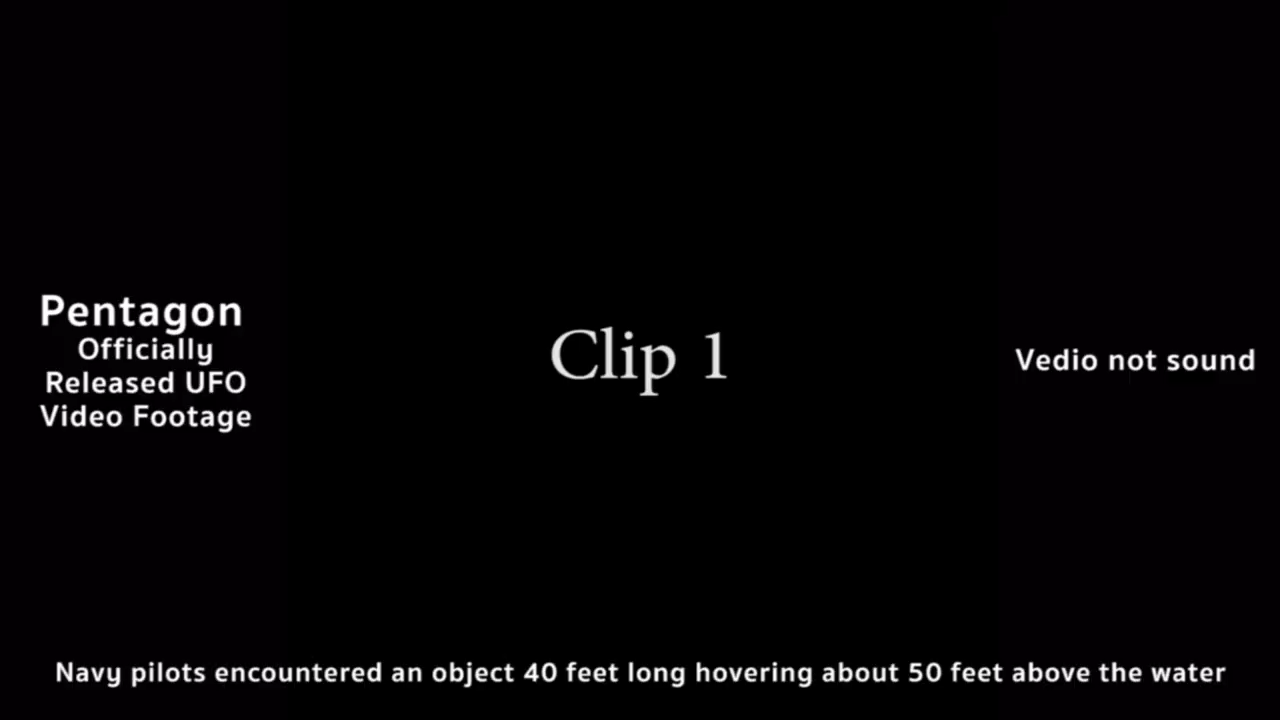 Pentagon
Officially
Released UFO
Video Footage
Clip 1
Vedio not sound
Navy pilots encountered an object 40 feet long hovering about 50 feet above the water